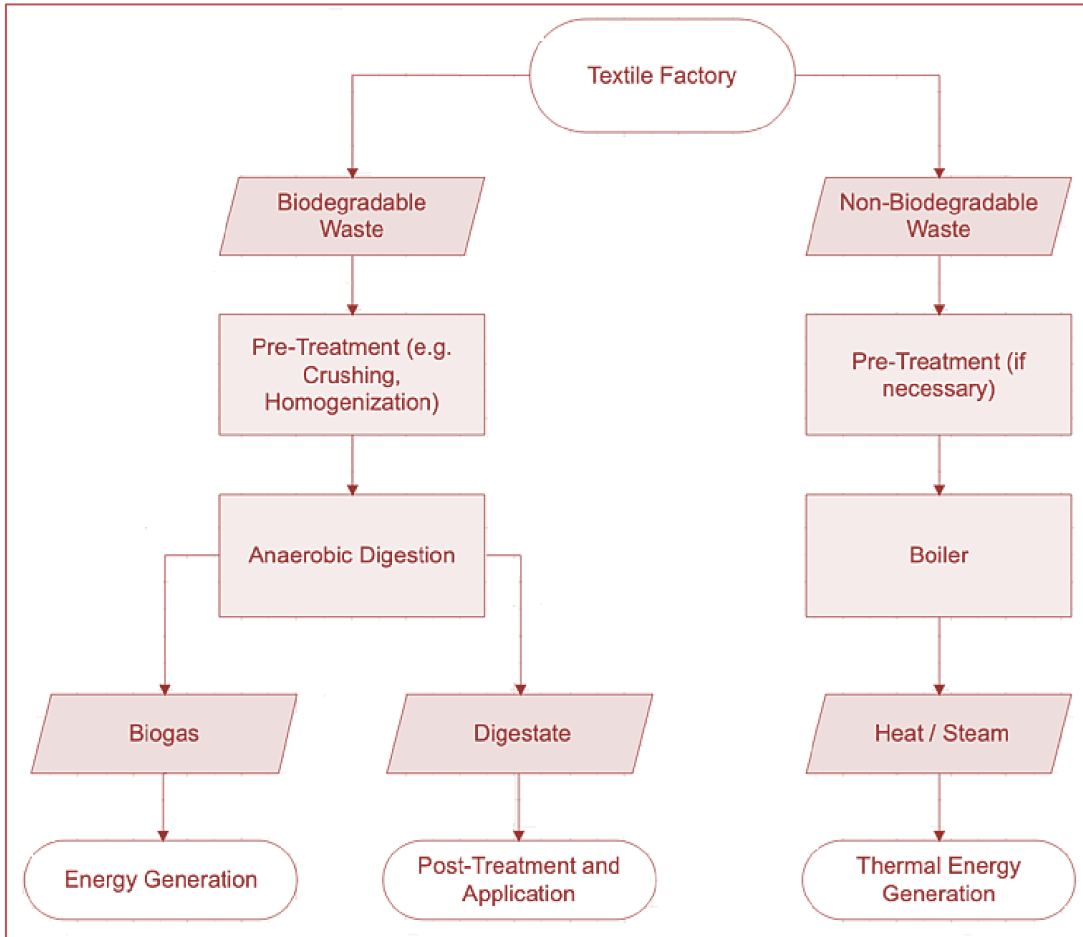 Textile Factory
Biodegradable
Waste
Non-Biodegradable
Waste
Pre-Treatment (e.g.
Crushing,
Homogenization)
Pre-Treatment (if
necessary)
Anaerobic Digestion
Boiler
Biogas
Digestate
Heat / Steam
Energy Generation
Post-Treatment and
Application
Thermal Energy
Generation